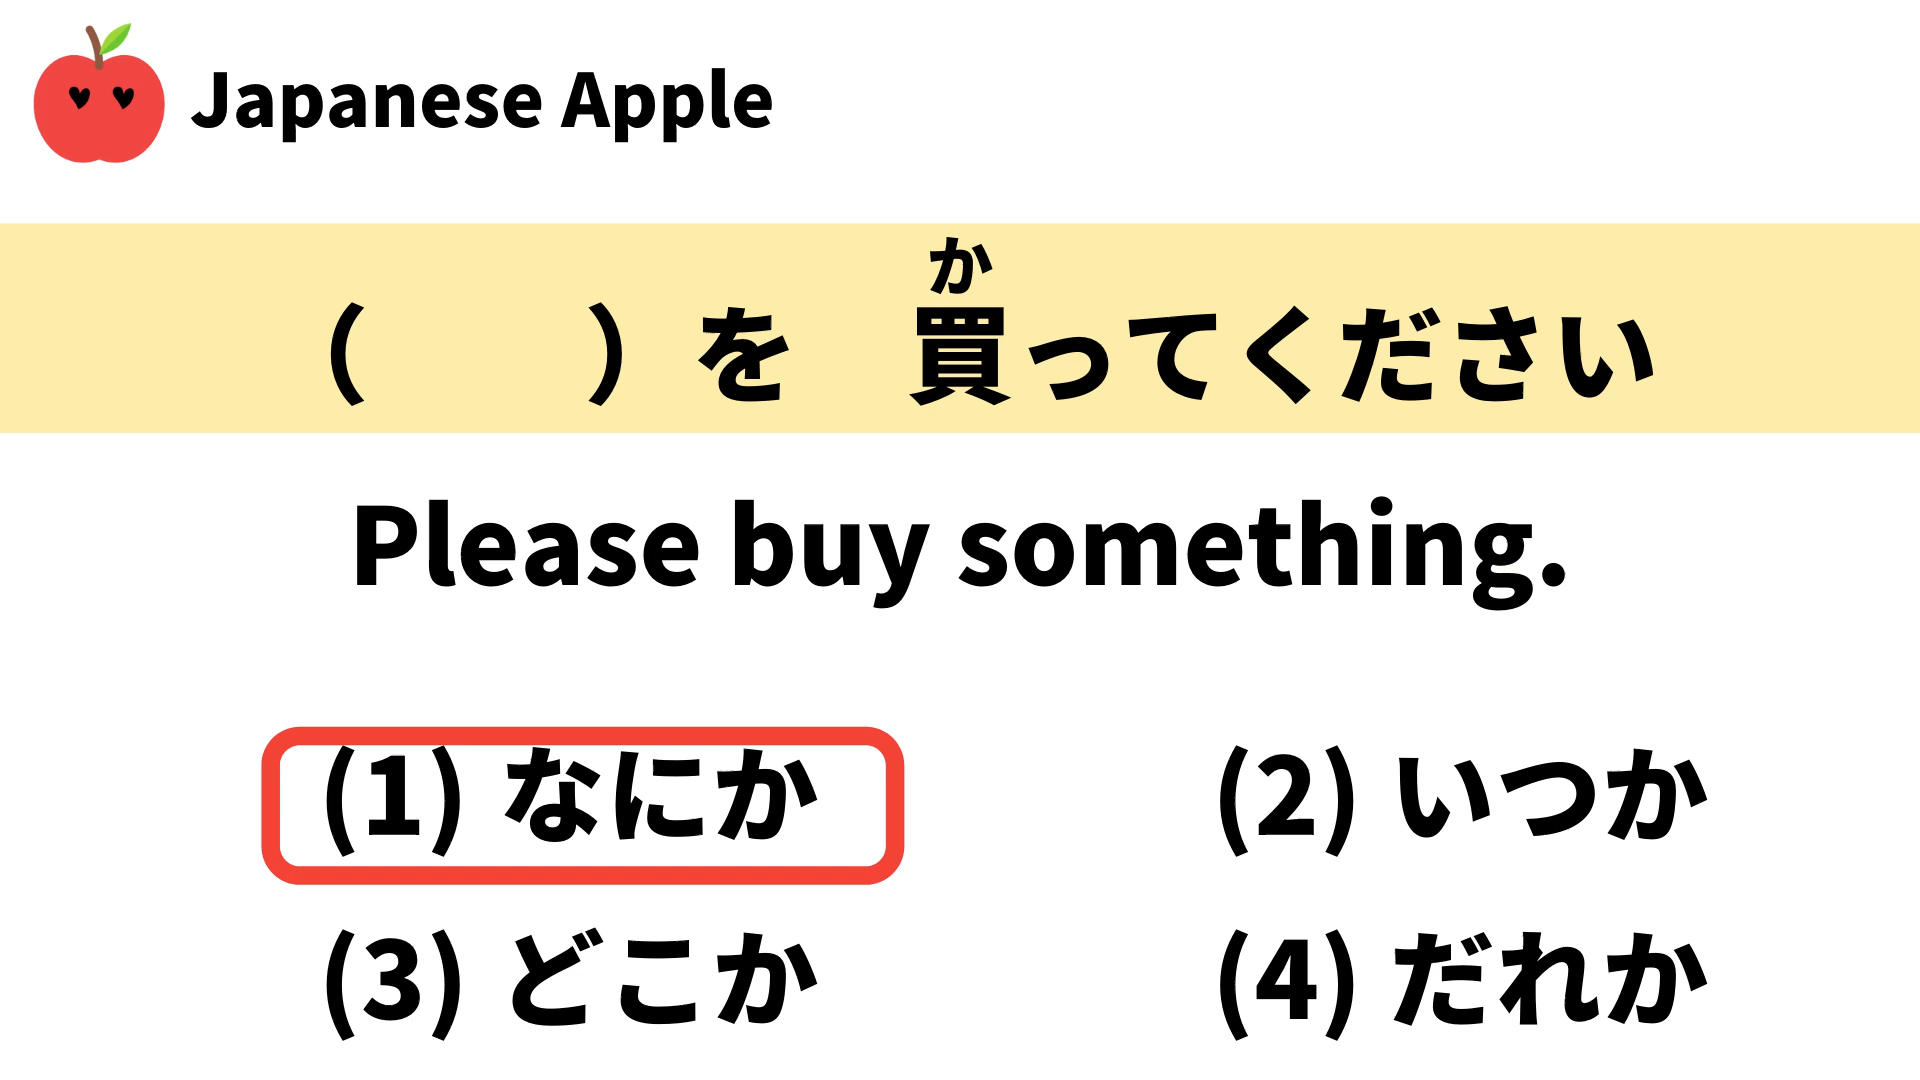 Japanese Apple
か
(　　)を　買ってください
Please buy something.
(1) なにか
(2) いつか
(3) どこか
(4) だれか